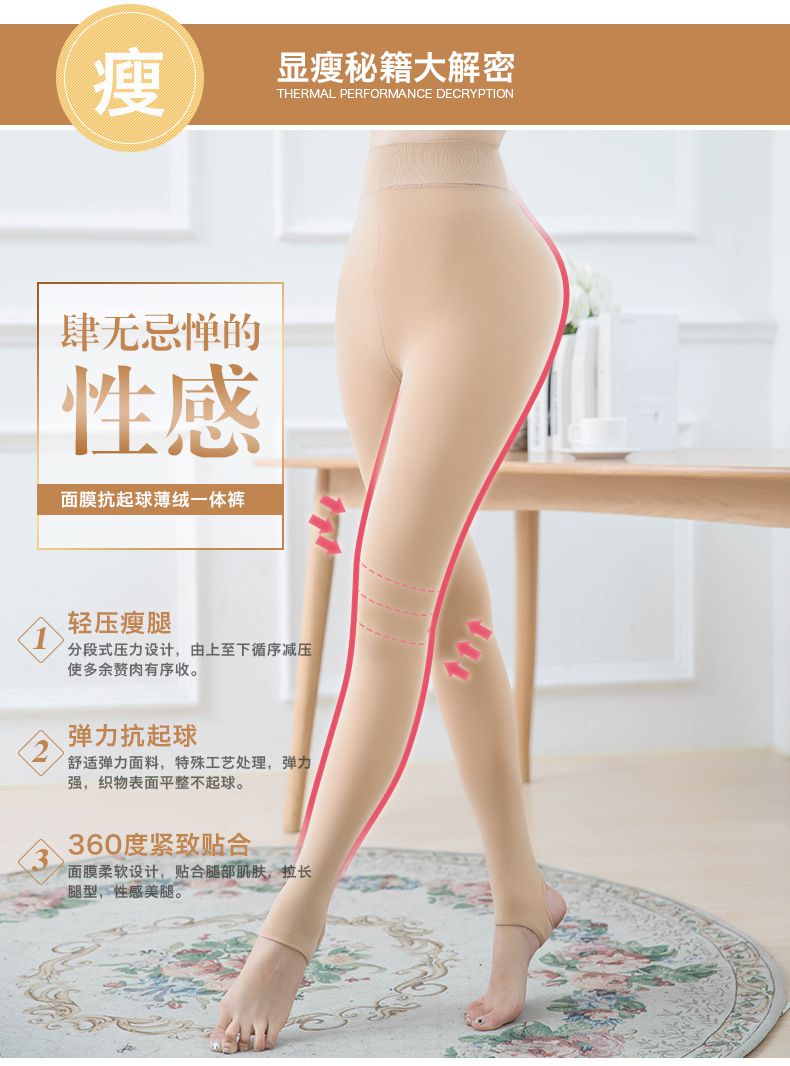 瘦
显瘦秘籍大解密
THERMAL PERFORMANCE DECRYPTION
肆无忌惮的
性感
面膜抗起球薄绒一体裤
1
轻压瘦腿
分段式压力设计，由上至下循序减压
使多余赘肉有序收。
2
弹力抗起球
舒适弹力面料，特殊工艺处理，弹力
强，织物表面平整不起球。
3
360度紧致贴合
面膜柔软设计，贴合腿部肌肤，拉长
腿型，性感美腿。